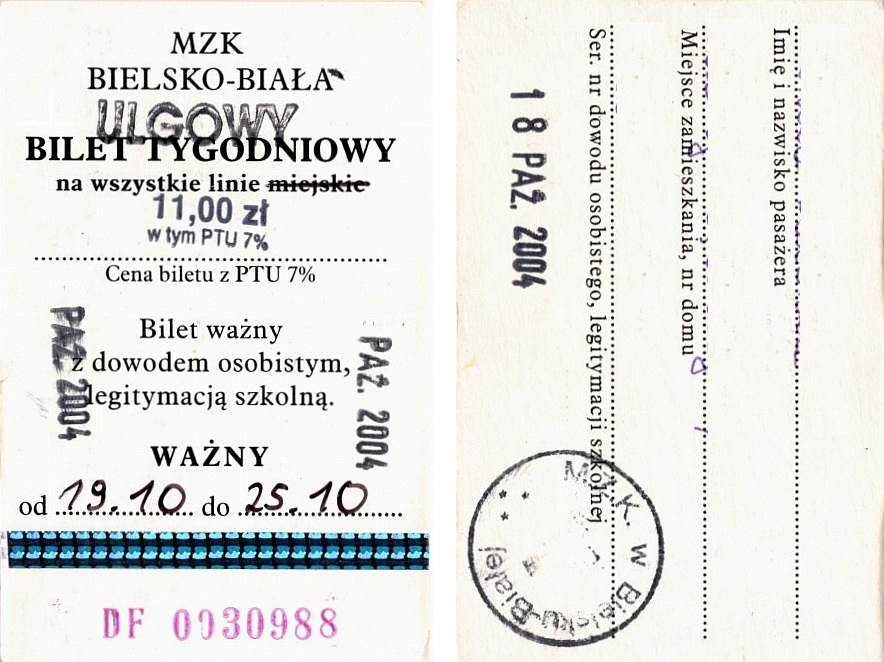 MZK
BIELSKO-BIAŁA
ULGOWY
BILET TYGODNIOWY
na wszystkie linie miejskie
11,00 zł
w tym PTU 7%
Cena biletu z PTU 7%
Bilet ważny
z dowodem osobistym,
legitymacją szkolną.
PAŹ. 2004
PAŹ. 2004
WAŻNY
od 19.10 do 25.10
DF 0930988
Imię i nazwisko pasażera
Miejsce zamieszkania, nr domu
Ser. nr dowodu osobistego, legitymacji szkolnej
18 PAŹ. 2004
M.Z.K. w Bielsku-Białej